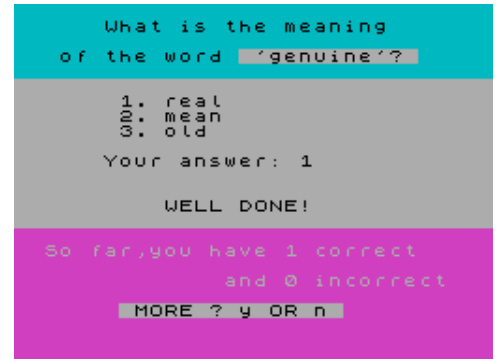 What is the meaning
of the word 'genuine'?
1. real
2. mean
3. old
Your answer: 1
WELL DONE!
So far,you have 1 correct
and 0 incorrect
MORE ? y OR n